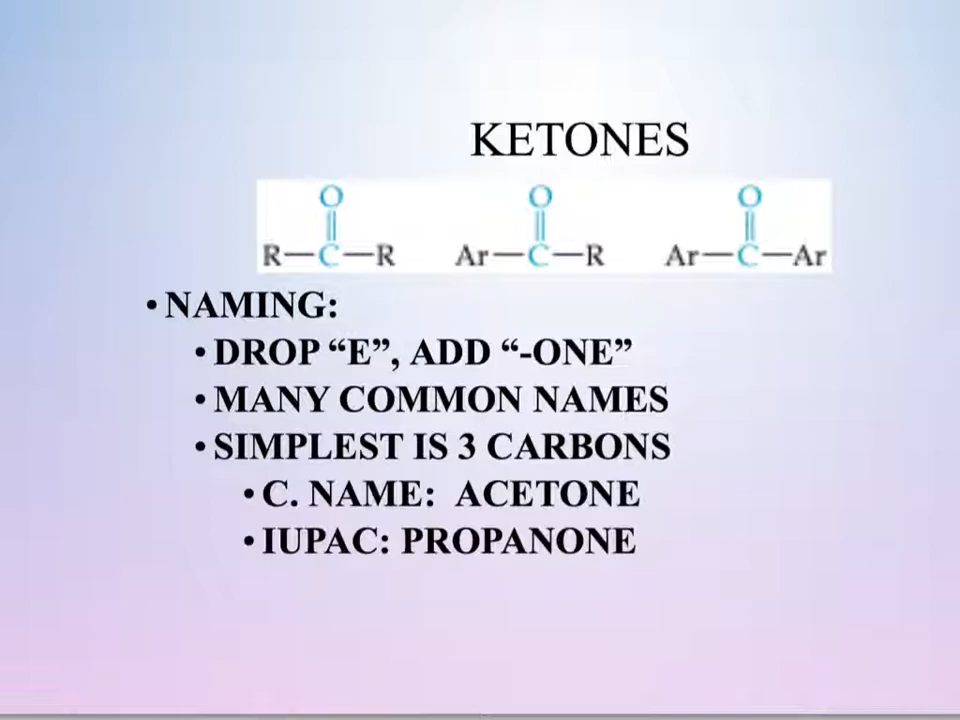 KETONES
O O O
R—C—R Ar—C—R Ar—C—Ar
• NAMING:
• DROP “E”, ADD “-ONE”
• MANY COMMON NAMES
• SIMPLEST IS 3 CARBONS
• C. NAME: ACETONE
• IUPAC: PROPANONE